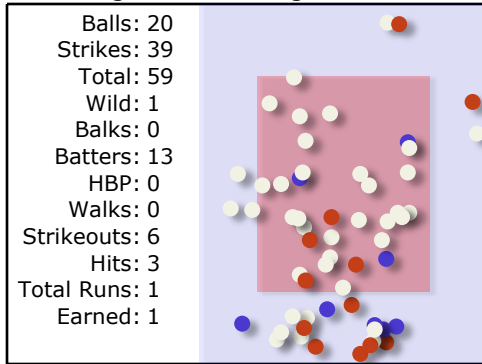 Balls: 20
Strikes: 39
Total: 59
Wild: 1
Balks: 0
Batters: 13
HBP: 0
Walks: 0
Strikeouts: 6
Hits: 3
Total Runs: 1
Earned: 1